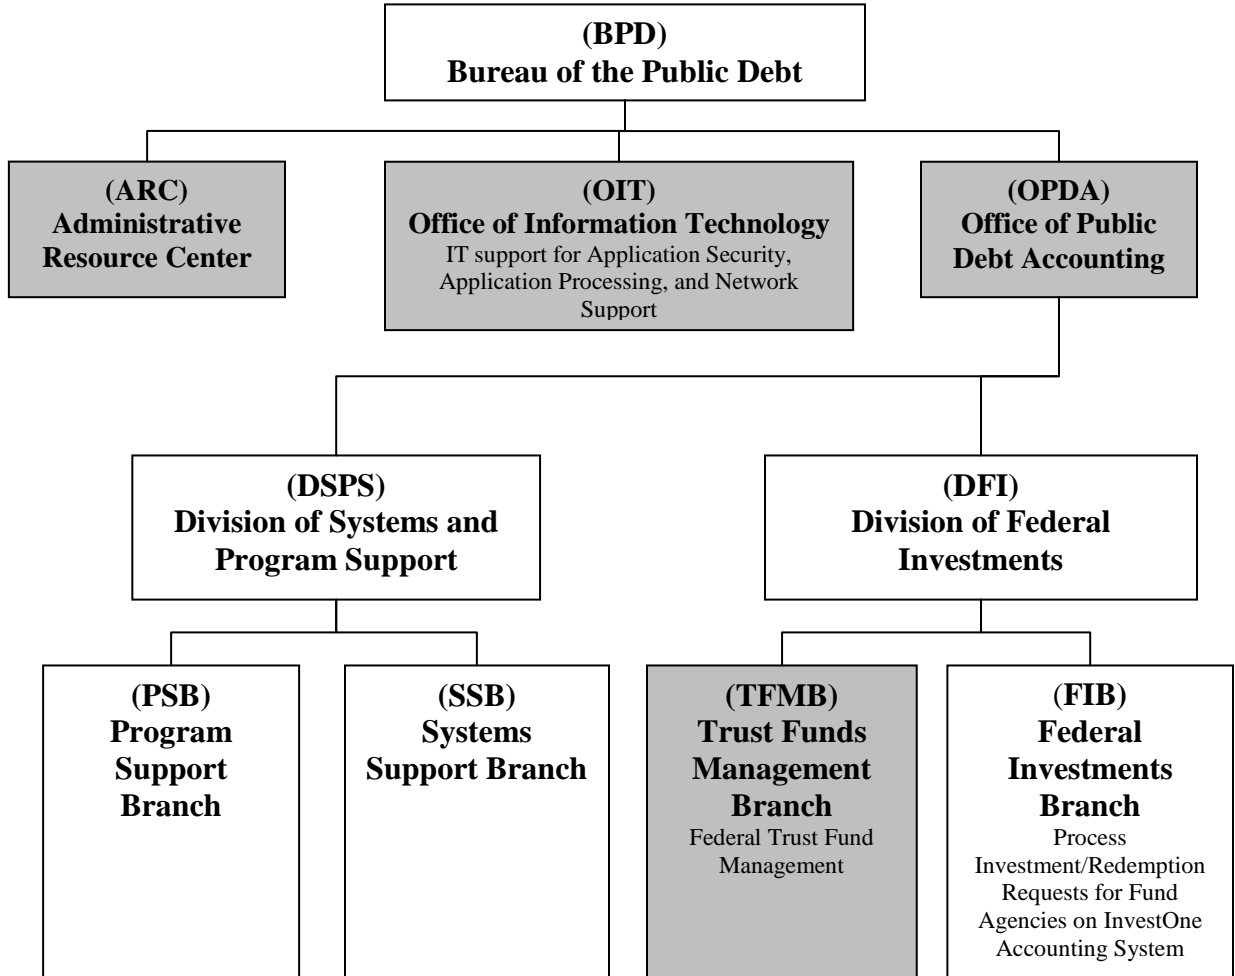 (BPD)
Bureau of the Public Debt
(ARC)
Administrative
Resource Center
(OIT)
Office of Information Technology
IT support for Application Security,
Application Processing, and Network
Support
(OPDA)
Office of Public
Debt Accounting
(DSPS)
Division of Systems and
Program Support
(DFI)
Division of Federal
Investments
(PSB)
Program
Support
Branch
(SSB)
Systems
Support Branch
(TFMB)
Trust Funds
Management
Branch
Federal Trust Fund
Management
(FIB)
Federal
Investments
Branch
Process
Investment/Redemption
Requests for Fund
Agencies on InvestOne
Accounting System